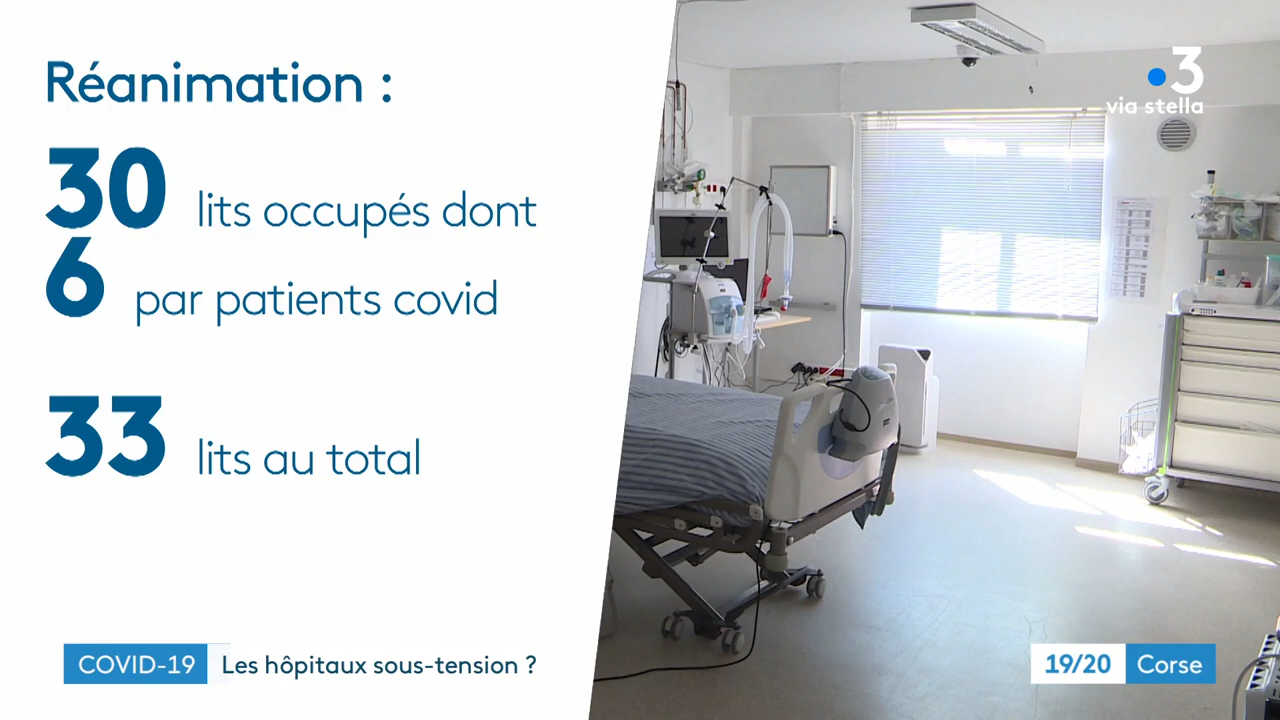 Réanimation :
30 lits occupés dont
6 par patients covid
33 lits au total
3
via stella
COVID-19 Les hôpitaux sous-tension ?
19/20 Corse